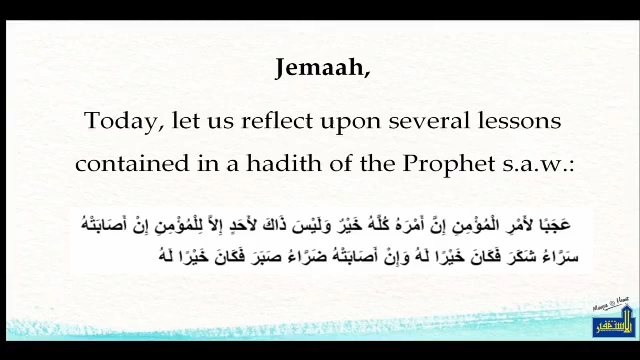 Jemaah,
Today, let us reflect upon several lessons
contained in a hadith of the Prophet s.a.w.:
عَجَبًا لأَمْرِ الْمُؤْمِنِ إِنَّ أَمْرَهُ كُلَّهُ خَيْرٌ وَلَيْسَ ذَاكَ لأَحَدٍ إِلاَّ لِلْمُؤْمِنِ إِنْ أَصَابَتْهُ
سَرَّاءُ شَكَرَ فَكَانَ خَيْرًا لَهُ وَإِنْ أَصَابَتْهُ ضَرَّاءُ صَبَرَ فَكَانَ خَيْرًا لَهُ